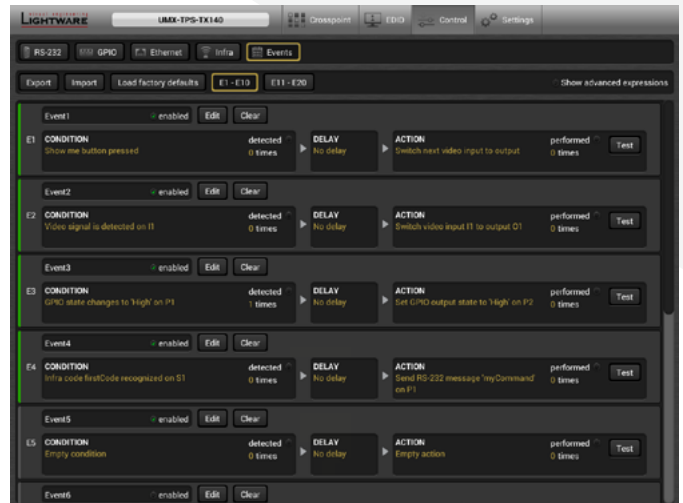 LIGHTWARE UMX-TPS-TX140 Crosspoint EDID Control Settings
RS-232 GPIO Ethernet Infra Events
Export Import Load factory defaults E1 - E10 E11 - E20 Show advanced expressions
Event1 enabled Edit Clear
E1 CONDITION detected DELAY ACTION performed Test
Show me button pressed 0 times No delay Switch next video input to output 0 times
Event2 enabled Edit Clear
E2 CONDITION detected DELAY ACTION performed Test
Video signal is detected on I1 0 times No delay Switch video input I1 to output O1 0 times
Event3 enabled Edit Clear
E3 CONDITION detected DELAY ACTION performed Test
GPIO state changes to 'High' on P1 1 times No delay Set GPIO output state to 'High' on P2 0 times
Event4 enabled Edit Clear
E4 CONDITION detected DELAY ACTION performed Test
Infra code firstCode recognized on S1 0 times No delay Send RS-232 message 'myCommand' 0 times
on P1
Event5 enabled Edit Clear
E5 CONDITION detected DELAY ACTION performed Test
Empty condition 0 times No delay Empty action 0 times
Event6 enabled Edit Clear